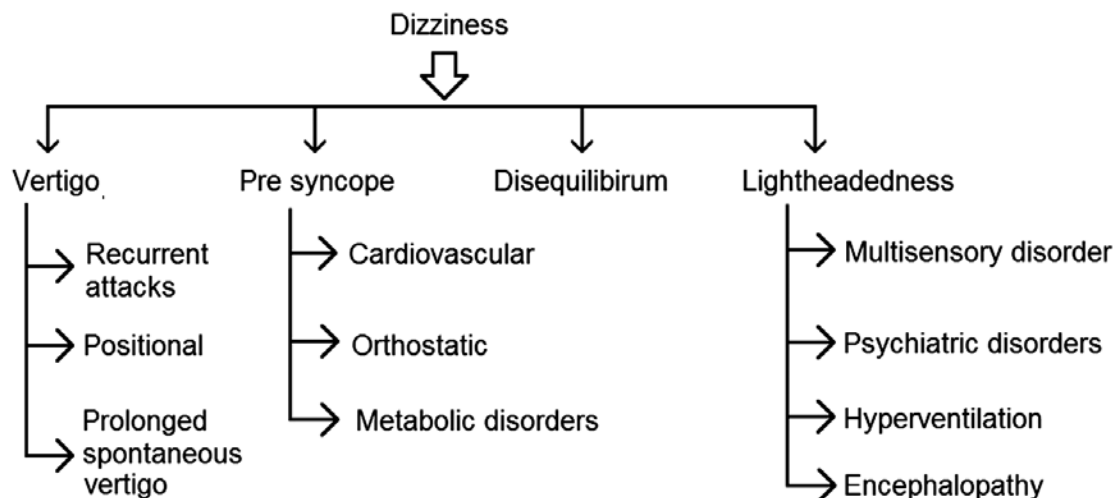 Dizziness
Vertigo
Pre syncope
Disequilibirum
Lightheadedness
Recurrent
attacks
Positional
Prolonged
spontaneous
vertigo
Cardiovascular
Orthostatic
Metabolic disorders
Multisensory disorder
Psychiatric disorders
Hyperventilation
Encephalopathy